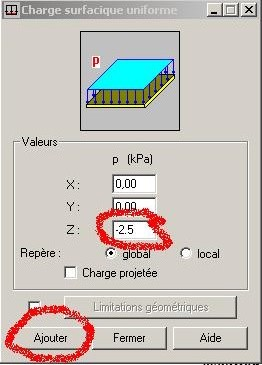 Charge surfacique uniforme
P
Valeurs
p (kPa)
X : 0,00
Y : 0,00
Z : -2.5
Repère : global local
Charge projetée
Limitations géométriques
Ajouter Fermer Aide